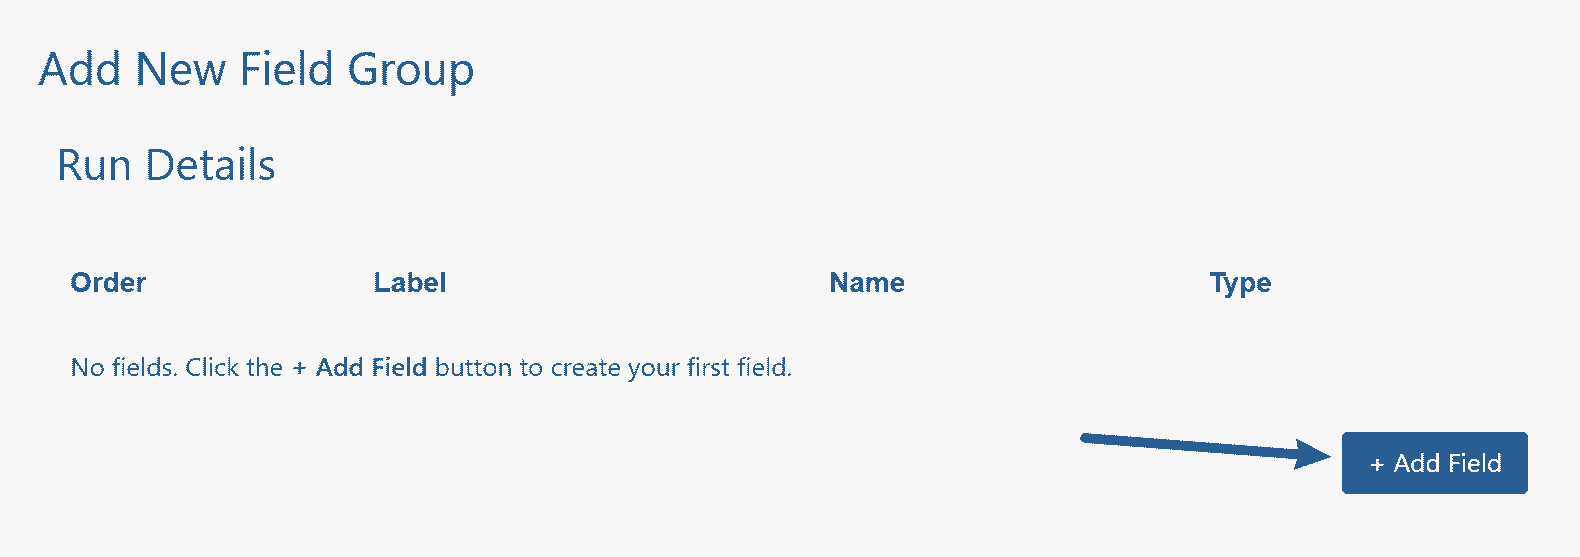 Add New Field Group
Run Details
Order Label Name Type
No fields. Click the + Add Field button to create your first field.
+ Add Field